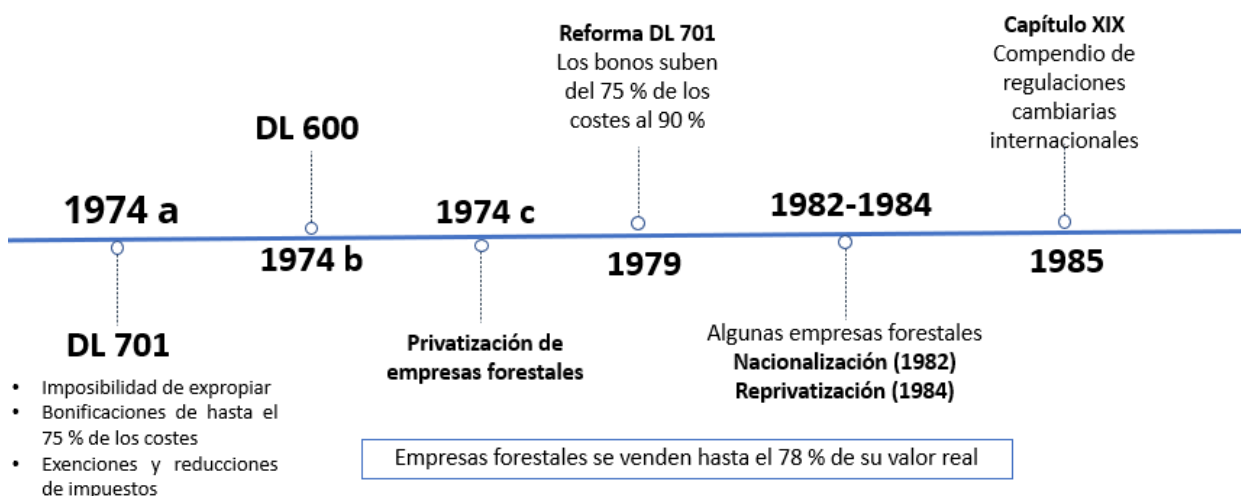 Reforma DL 701
Los bonos suben
del 75 % de los
costes al 90 %
Capítulo XIX
Compendio de
regulaciones
cambiarias
internacionales
DL 600
1974 a
1974 b
1974 c
1979
1982-1984
1985
DL 701
• Imposibilidad de expropiar
• Bonificaciones de hasta el
75 % de los costes
• Exenciones y reducciones
de impuestos
Privatización de
empresas forestales
Algunas empresas forestales
Nacionalización (1982)
Reprivatización (1984)
Empresas forestales se venden hasta el 78 % de su valor real